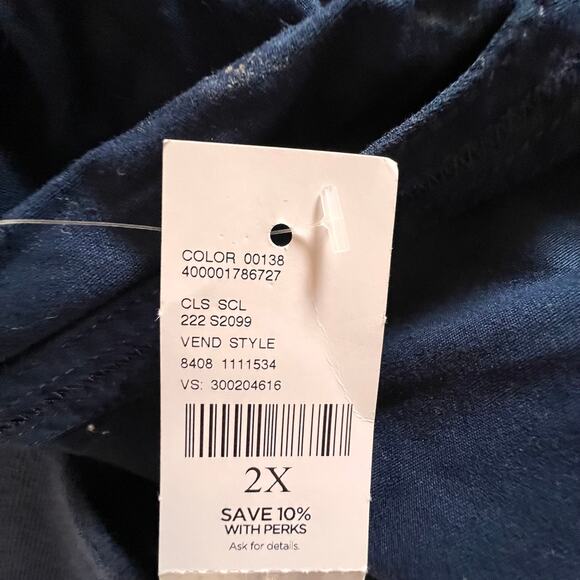 COLOR 00138
400001786727
CLS SCL
222 S2099
VEND STYLE
8408 1111534
VS: 300204616
2X
SAVE 10%
WITH PERKS
Ask for details.